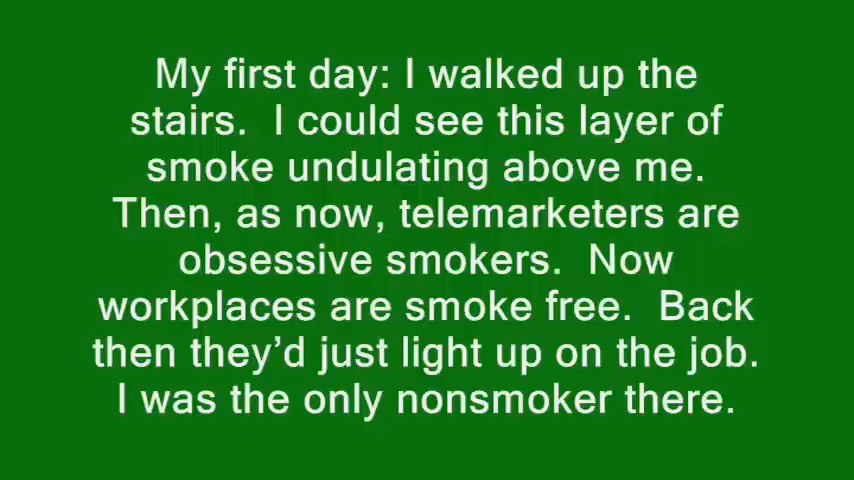 My first day: I walked up the
stairs.  I could see this layer of
smoke undulating above me.
Then, as now, telemarketers are
obsessive smokers.  Now
workplaces are smoke free.  Back
then they’d just light up on the job.
I was the only nonsmoker there.